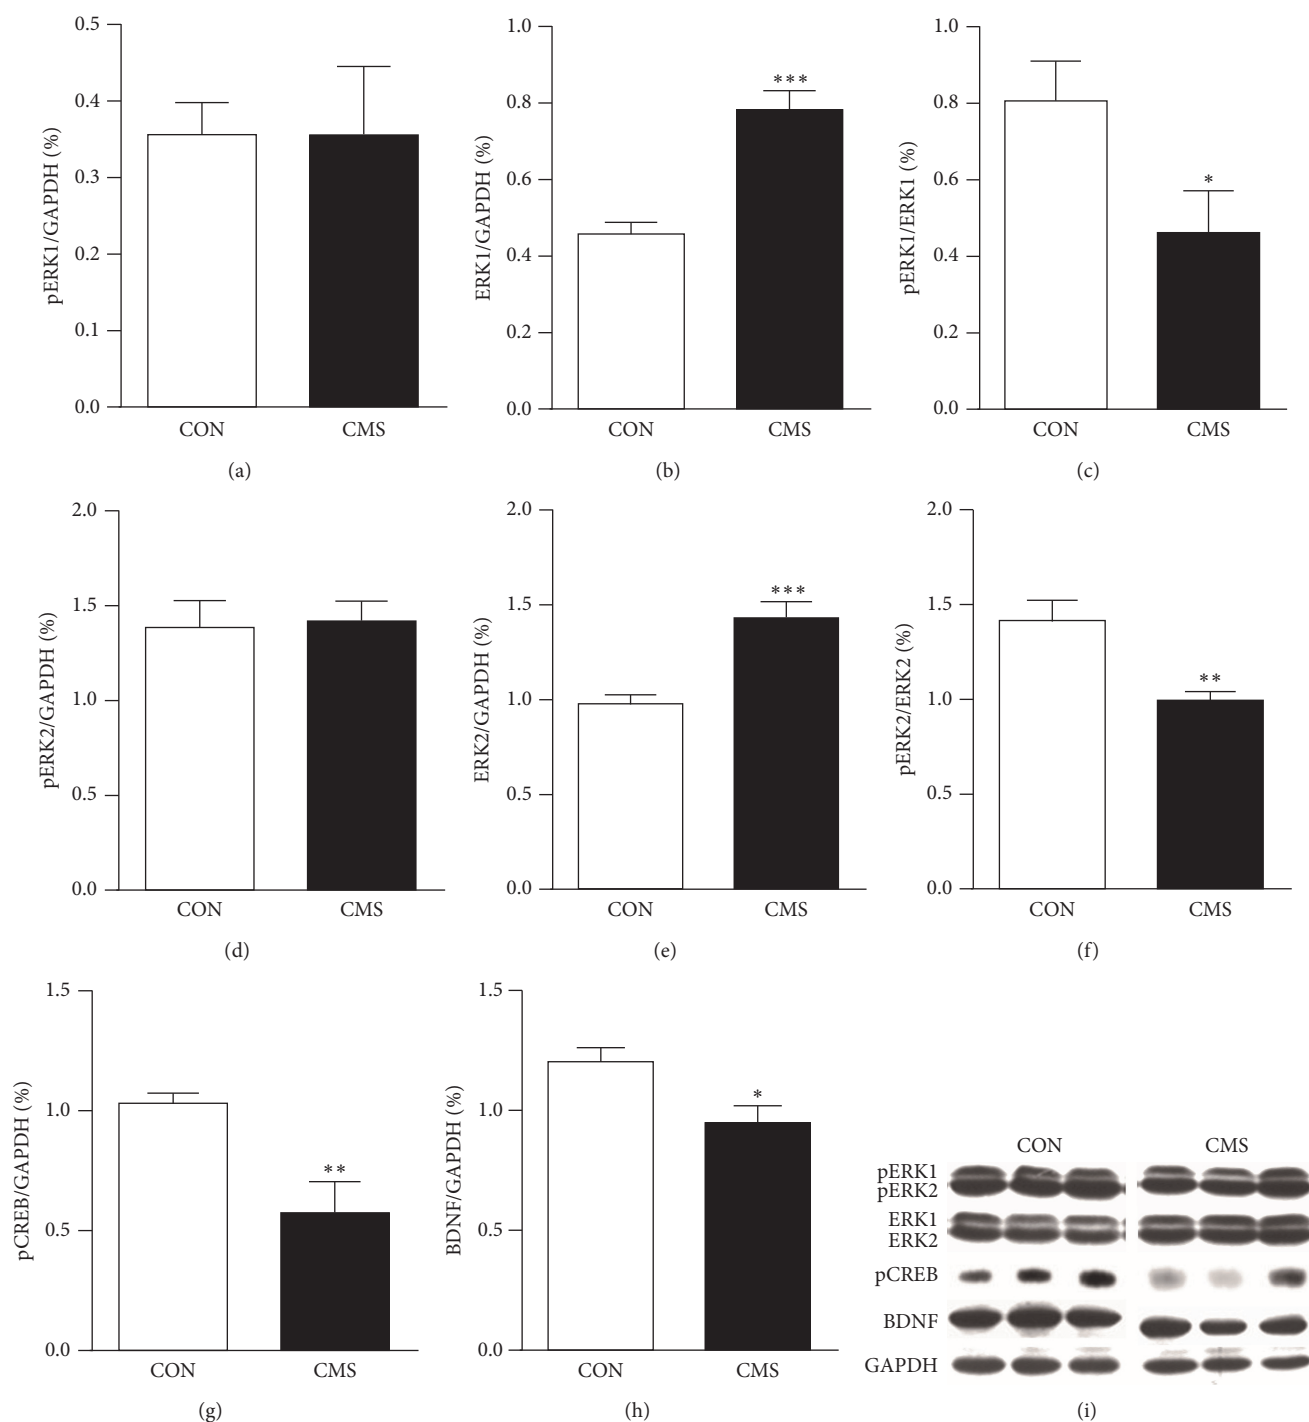 0.5
0.4
0.3
0.2
0.1
0.0
pERK1/GAPDH (%)
CON
CMS
(a)
1.0
0.8
0.6
0.4
0.2
0.0
ERK1/GAPDH (%)
***
CON
CMS
(b)
1.0
0.8
0.6
0.4
0.2
0.0
pERK1/ERK1 (%)
*
CON
CMS
(c)
2.0
1.5
1.0
0.5
0.0
pERK2/GAPDH (%)
CON
CMS
(d)
2.0
1.5
1.0
0.5
0.0
ERK2/GAPDH (%)
***
CON
CMS
(e)
2.0
1.5
1.0
0.5
0.0
pERK2/ERK2 (%)
**
CON
CMS
(f)
1.5
1.0
0.5
0.0
pCREB/GAPDH (%)
**
CON
CMS
(g)
1.5
1.0
0.5
0.0
BDNF/GAPDH (%)
*
CON
CMS
(h)
CON CMS
pERK1
pERK2
ERK1
ERK2
pCREB
BDNF
GAPDH
(i)